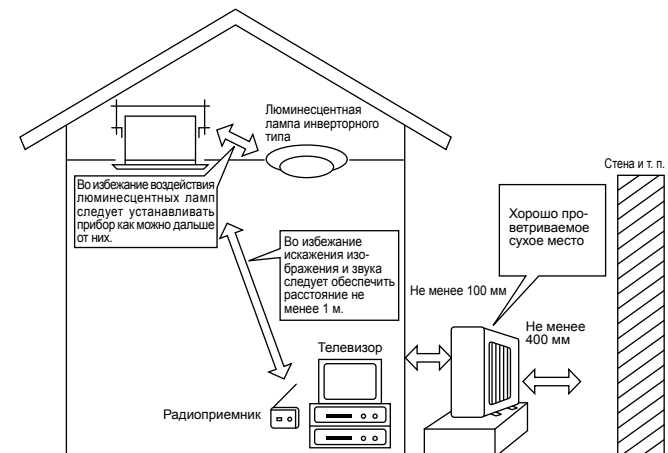 Люминесцентная
лампа инверторного
типа
Во избежание воздействия
люминесцентных ламп
следует устанавливать
прибор как можно дальше
от них.
Во избежание
искажения изо-
бражения и звука
следует обеспечить
расстояние не
менее 1 м.
Телевизор
Радиоприемник
Стена и т. п.
Хорошо про-
ветриваемое
сухое место
Не менее 100 мм
Не менее
400 мм